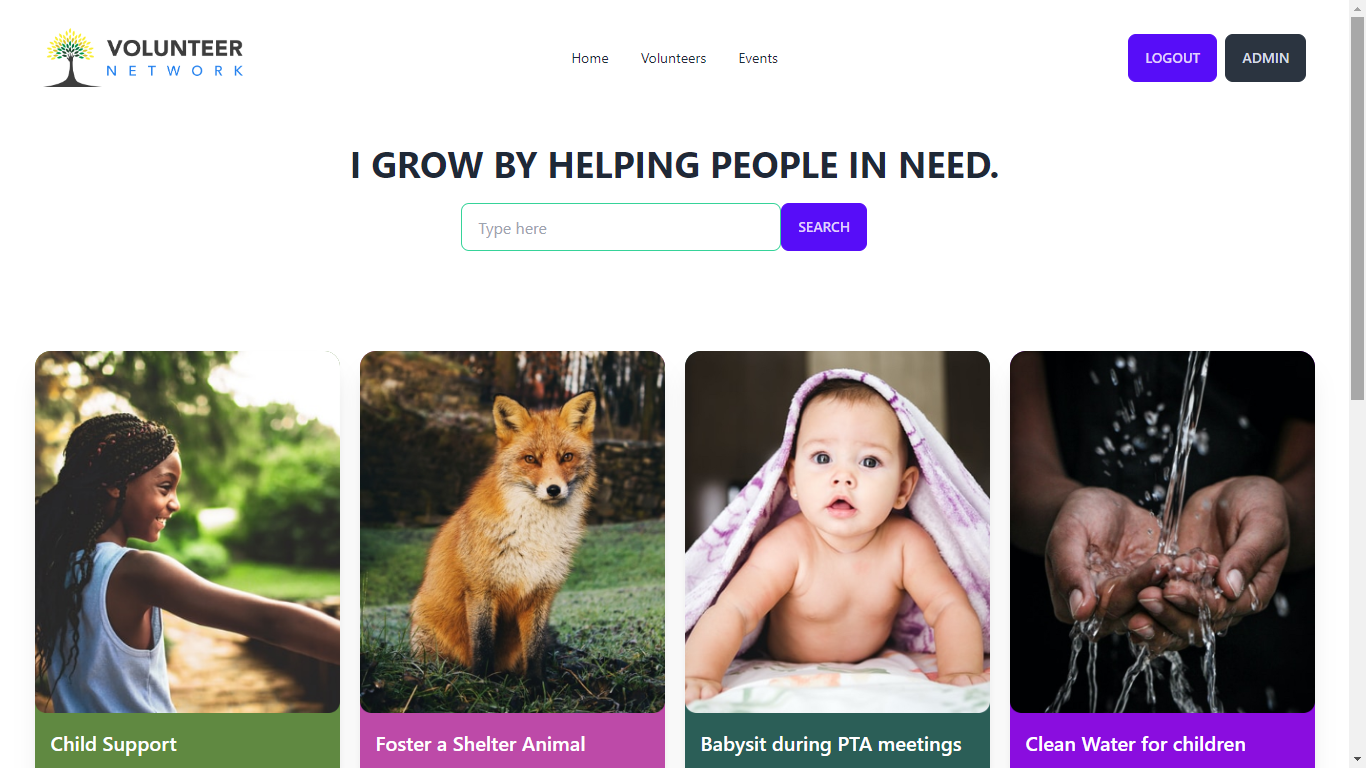 VOLUNTEER
NETWORK
Home Volunteers Events
LOGOUT ADMIN
I GROW BY HELPING PEOPLE IN NEED.
Type here SEARCH
Child Support
Foster a Shelter Animal
Babysit during PTA meetings
Clean Water for children